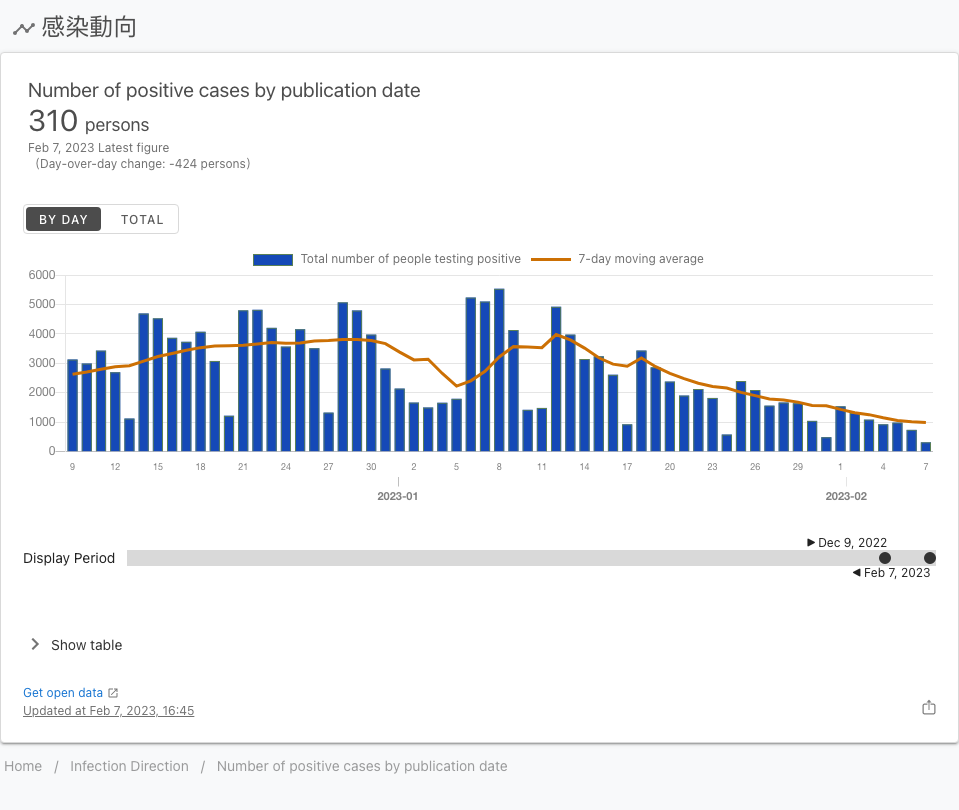 感染動向
Number of positive cases by publication date
310 persons
Feb 7, 2023 Latest figure
(Day-over-day change: -424 persons)
BY DAY TOTAL
Total number of people testing positive 7-day moving average
6000
5000
4000
3000
2000
1000
0
9 12 15 18 21 24 27 30 2 5 8 11 14 17 20 23 26 29 1 4 7
2023-01 2023-02
Dec 9, 2022
Display Period
Feb 7, 2023
Show table
Get open data
Updated at Feb 7, 2023, 16:45
Home / Infection Direction / Number of positive cases by publication date